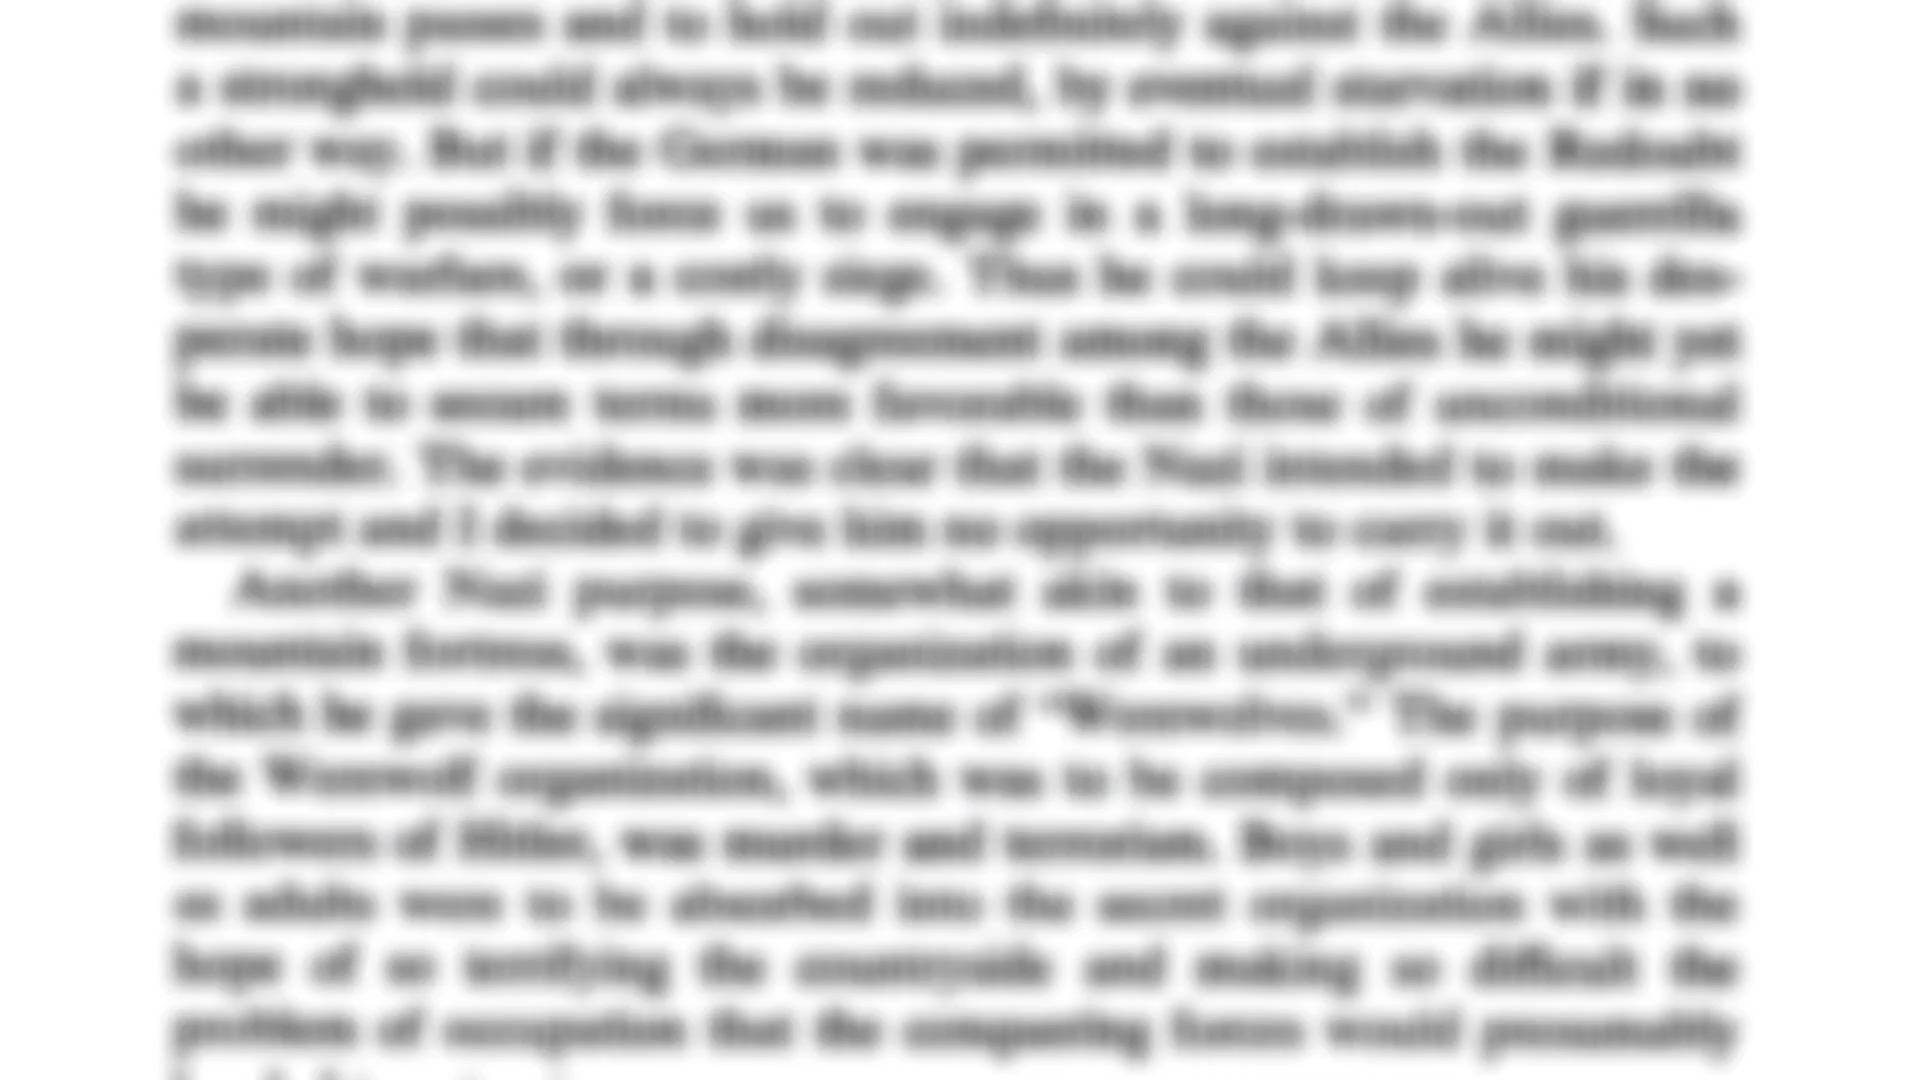 mountain passes and to hold out indefinitely against the Allies. Such
a stronghold could always be reduced, by eventual starvation if in no
other way. But if the German was permitted to establish the Redoubt
he might possibly force us to engage in a long-drawn-out guerrilla
type of warfare, or a costly siege. Thus he could keep alive his des-
perate hope that through disagreement among the Allies he might yet
be able to secure terms more favorable than those of unconditional
surrender. The evidence was clear that the Nazi intended to make the
attempt and I decided to give him no opportunity to carry it out.
Another Nazi purpose, somewhat akin to that of establishing a
mountain fortress, was the organization of an underground army, to
which he gave the significant name of "Werewolves." The purpose of
the Werewolf organization, which was to be composed only of loyal
followers of Hitler, was murder and terrorism. Boys and girls as well
as adults were to be absorbed into the secret organization with the
hope of so terrifying the countryside and making so difficult the
problem of occupation that the conquering forces would presumably